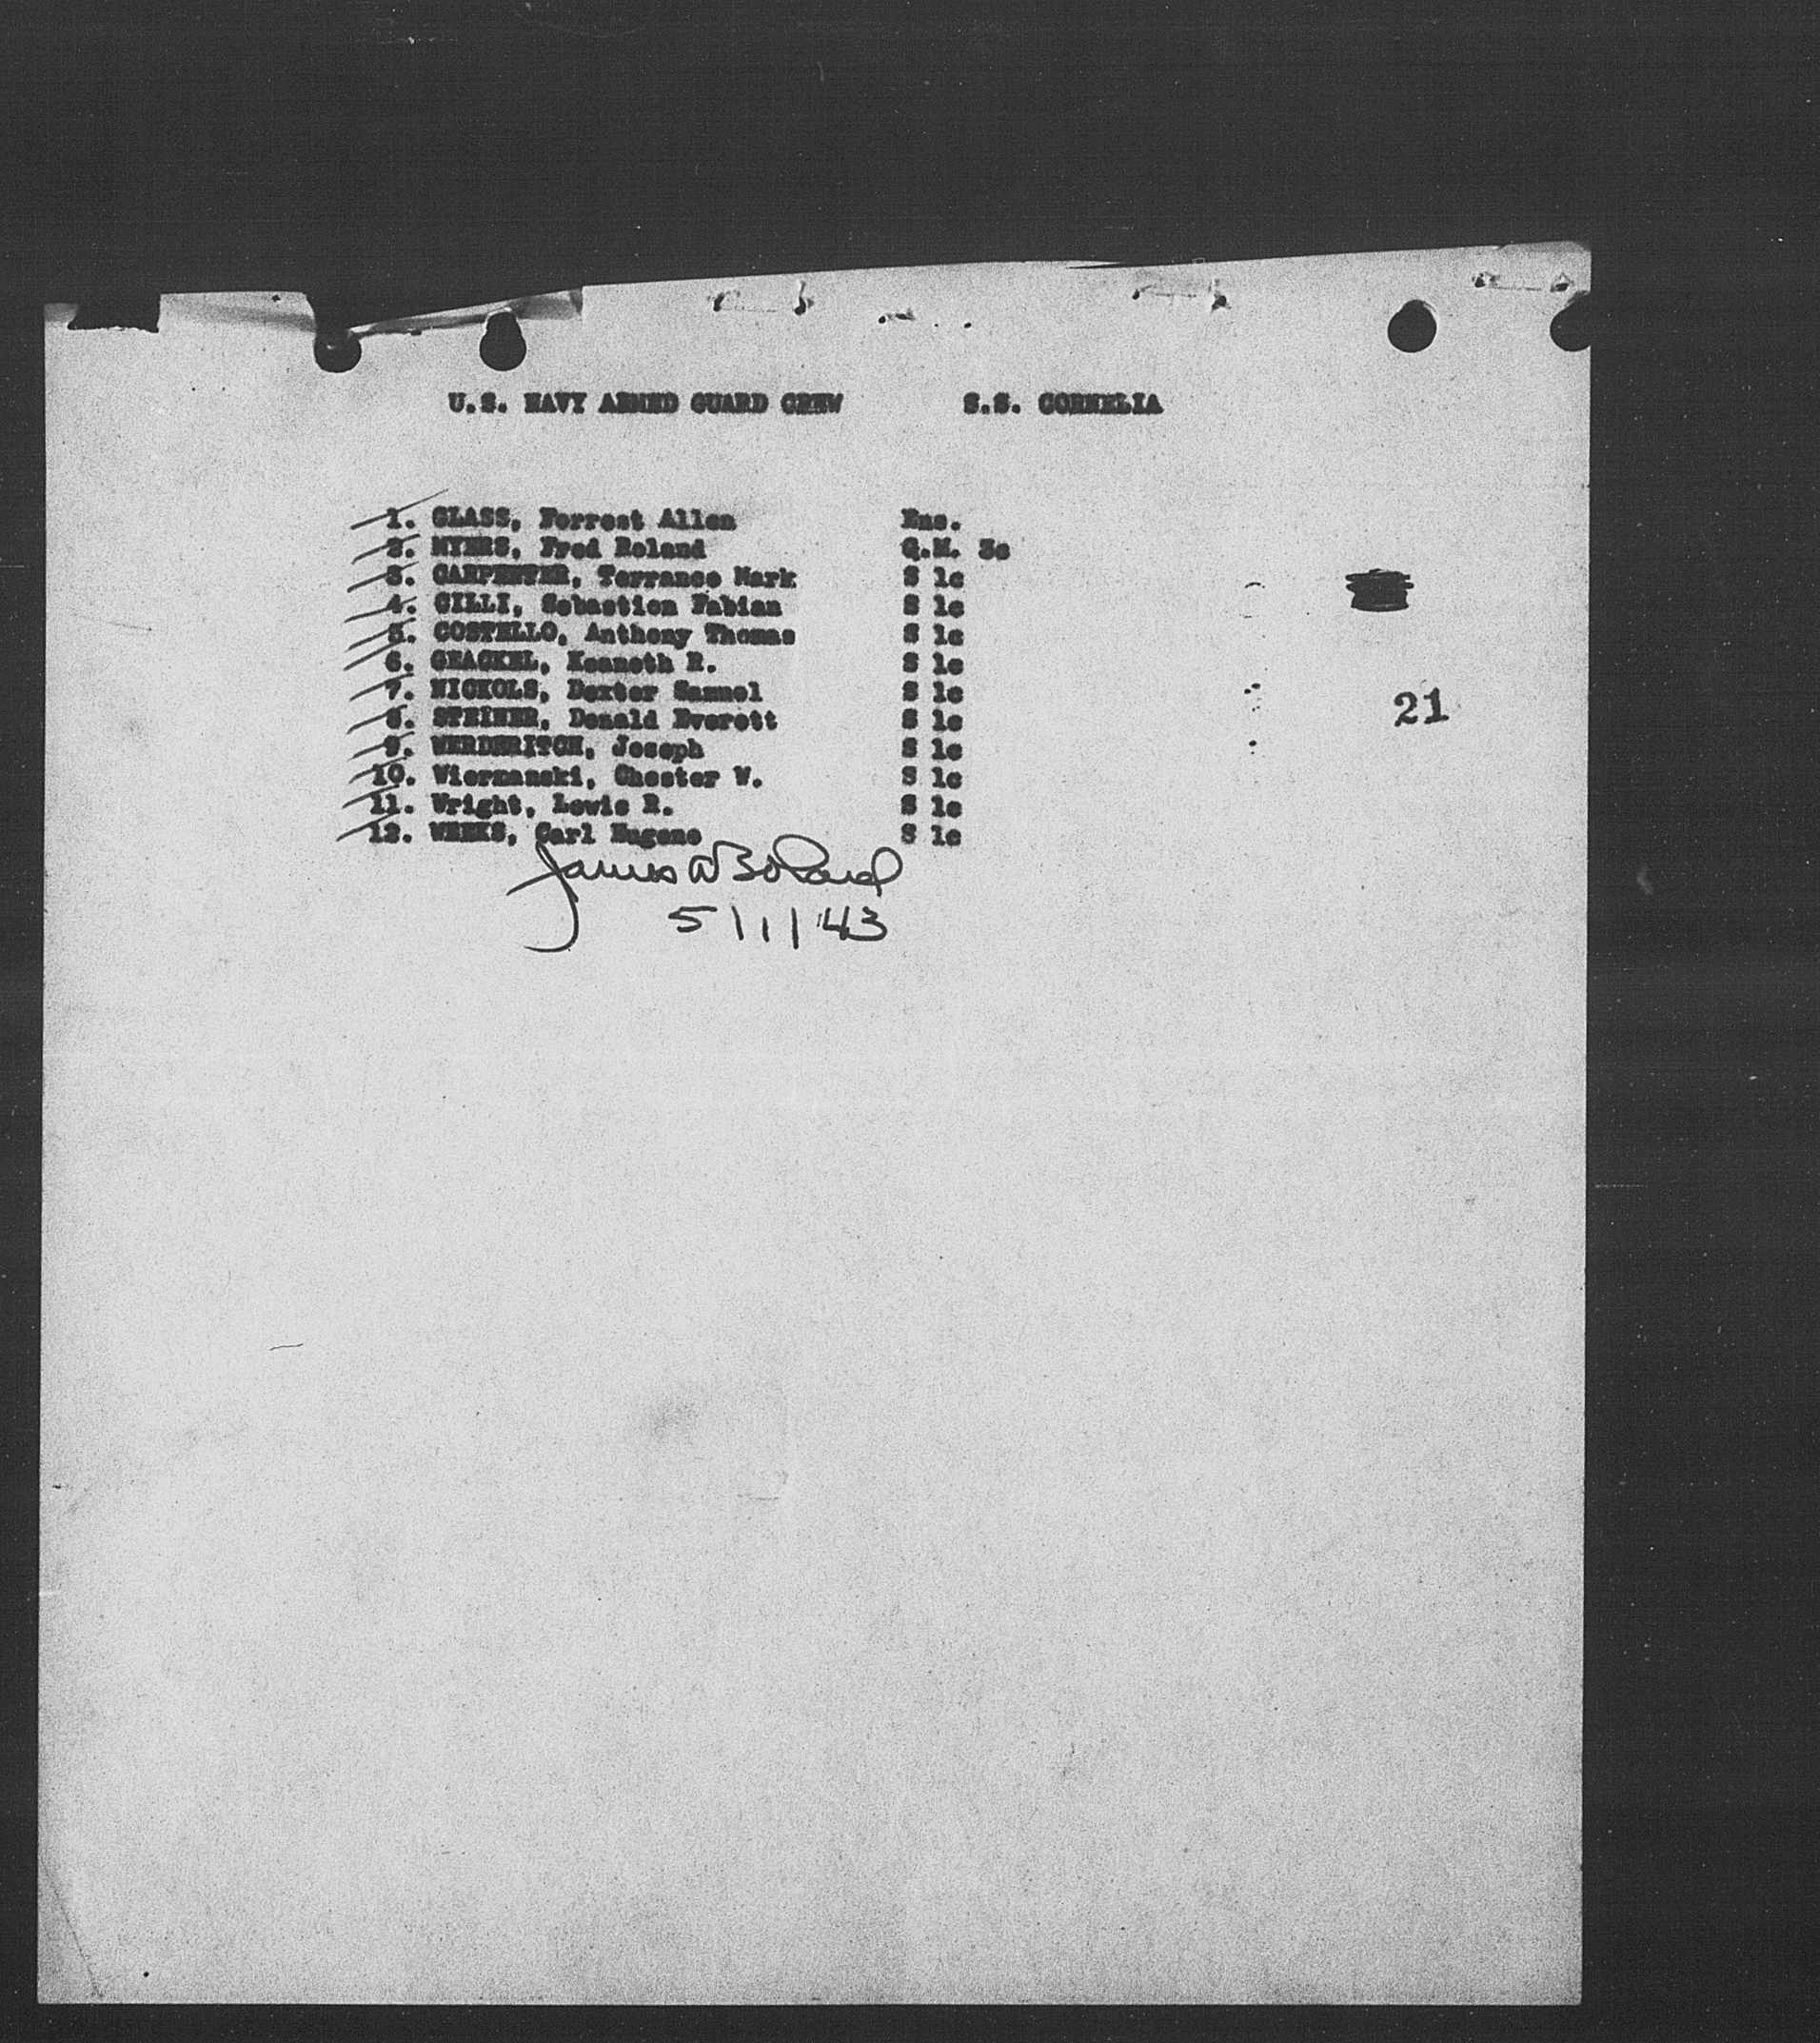 U.S. NAVY ARMED GUARD CREW S.S. CORNELIA
1. GLASS, Forrest Allen Ens.
2. MYERS, Fred Roland Q.M. 3c
3. CARPENTER, Terrance Mark S 1c
4. CILLI, Sebastien Fabian S 1c
5. COSTELLO, Anthony Thomas S 1c
6. GRACKEL, Kenneth R. S 1c
7. NICKOLS, Dexter Samuel S 1c
8. STEINER, Donald Everett S 1c
21
9. WERDERITCH, Joseph S 1c
10. Wiermanski, Chester W. S 1c
11. Wright, Lewis R. S 1c
12. WEEKS, Carl Eugene S 1c
James W Boland
5/1/43